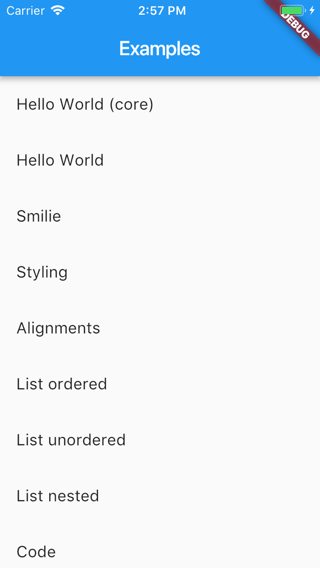 Carrier 2:57 PM
DEBUG
Examples
Hello World (core)
Hello World
Smilie
Styling
Alignments
List ordered
List unordered
List nested
Code